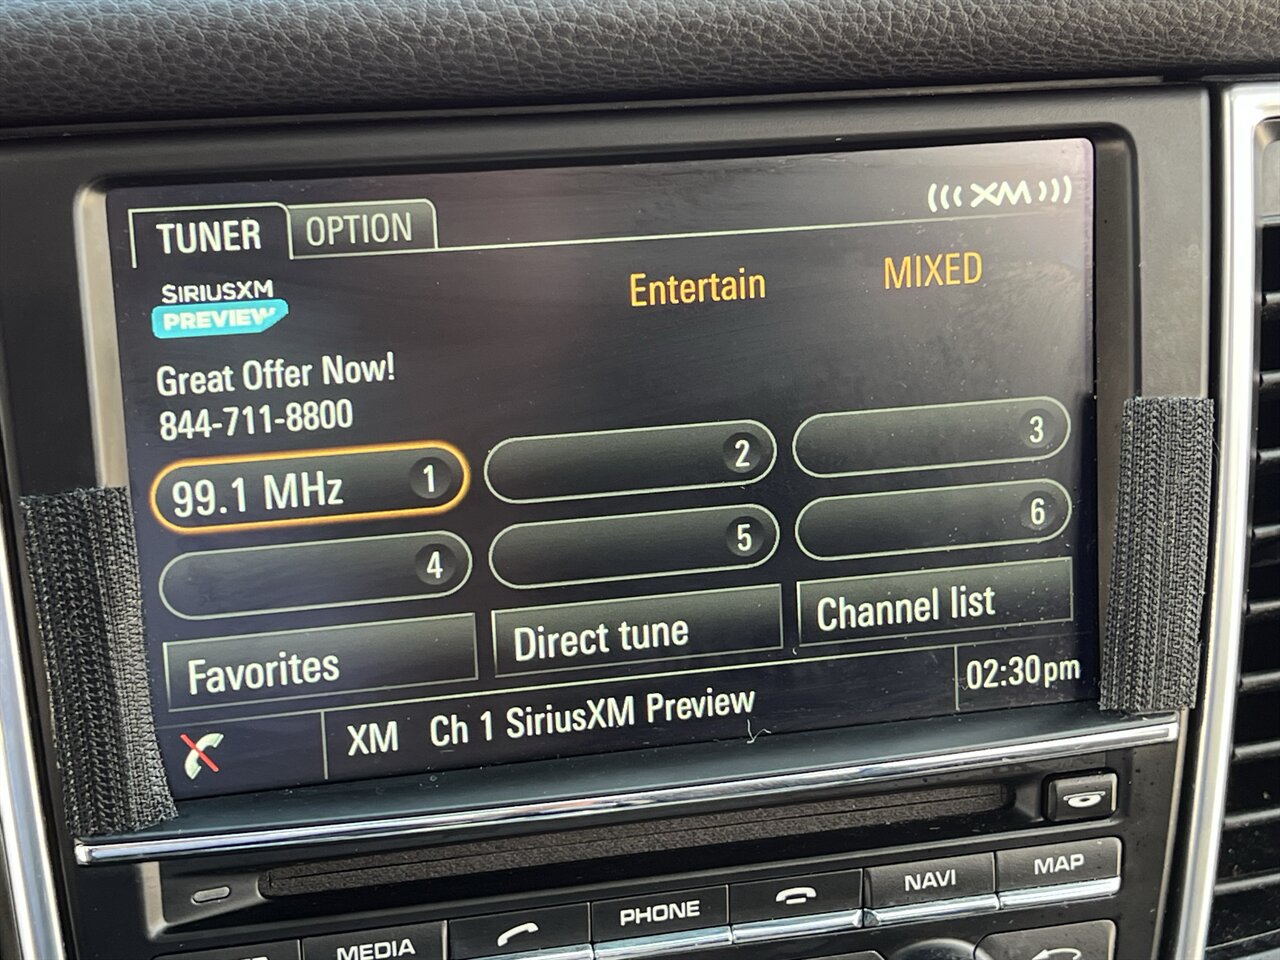 TUNER OPTION (((XM)))
SIRIUSXM Entertain MIXED
PREVIEW
Great Offer Now!
844-711-8800
99.1 MHz 1 2 3
4 5 6
Favorites Direct tune Channel list
XM Ch 1 SiriusXM Preview 02:30pm
MEDIA PHONE NAVI MAP